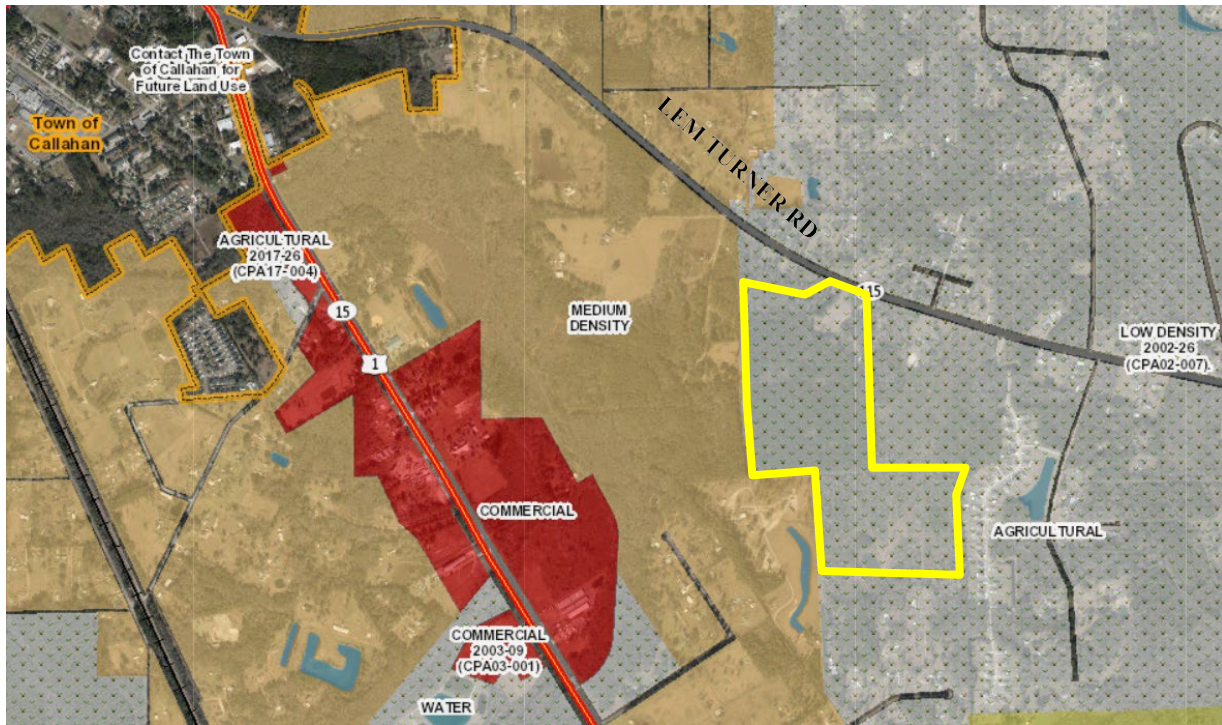 Contact The Town
of Callahan for
Future Land Use
Town of
Callahan
LEM TURNER RD
AGRICULTURAL
2017-26
(CPA17- 004)
15
1
MEDIUM
DENSITY
115
LOW DENSITY
2002-26
(CPA02-007).
COMMERCIAL
AGRICULTURAL
COMMERCIAL
2003-09
(CPA03-001)
WATER